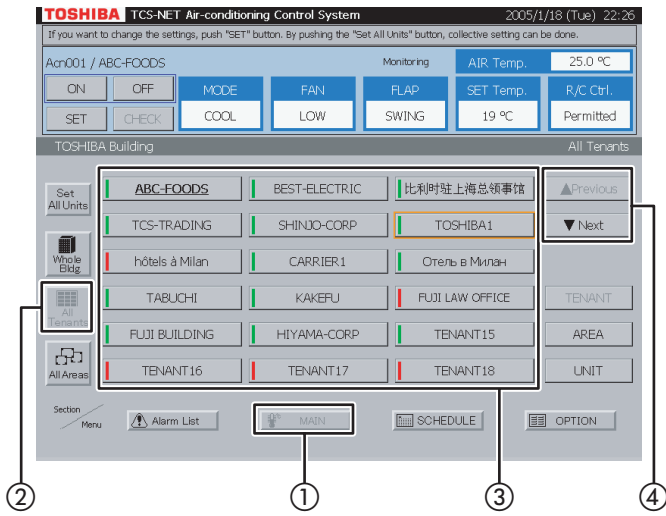 TOSHIBA TCS-NET Air-conditioning Control System 2005/1/18 (Tue) 22:26
If you want to change the settings, push "SET" button. By pushing the "Set All Units" button, collective setting can be done.
Acn001 / ABC-FOODS Monitoring AIR Temp. 25.0 ℃
ON OFF MODE FAN FLAP SET Temp. R/C Ctrl.
SET CHECK COOL LOW SWING 19 ℃ Permitted
TOSHIBA Building All Tenants
Set
All Units
ABC-FOODS BEST-ELECTRIC 比利时驻上海总领事馆 ▲Previous
TCS-TRADING SHINJO-CORP TOSHIBA1 ▼ Next
Whole
Bldg.
hôtels à Milan CARRIER1 Отель в Милан
All
Tenants
TABUCHI KAKEFU FUJI LAW OFFICE TENANT
FUJI BUILDING HIYAMA-CORP TENANT15 AREA
All Areas
TENANT16 TENANT17 TENANT18 UNIT
Section
Menu
Alarm List MAIN SCHEDULE OPTION
② ① ③ ④